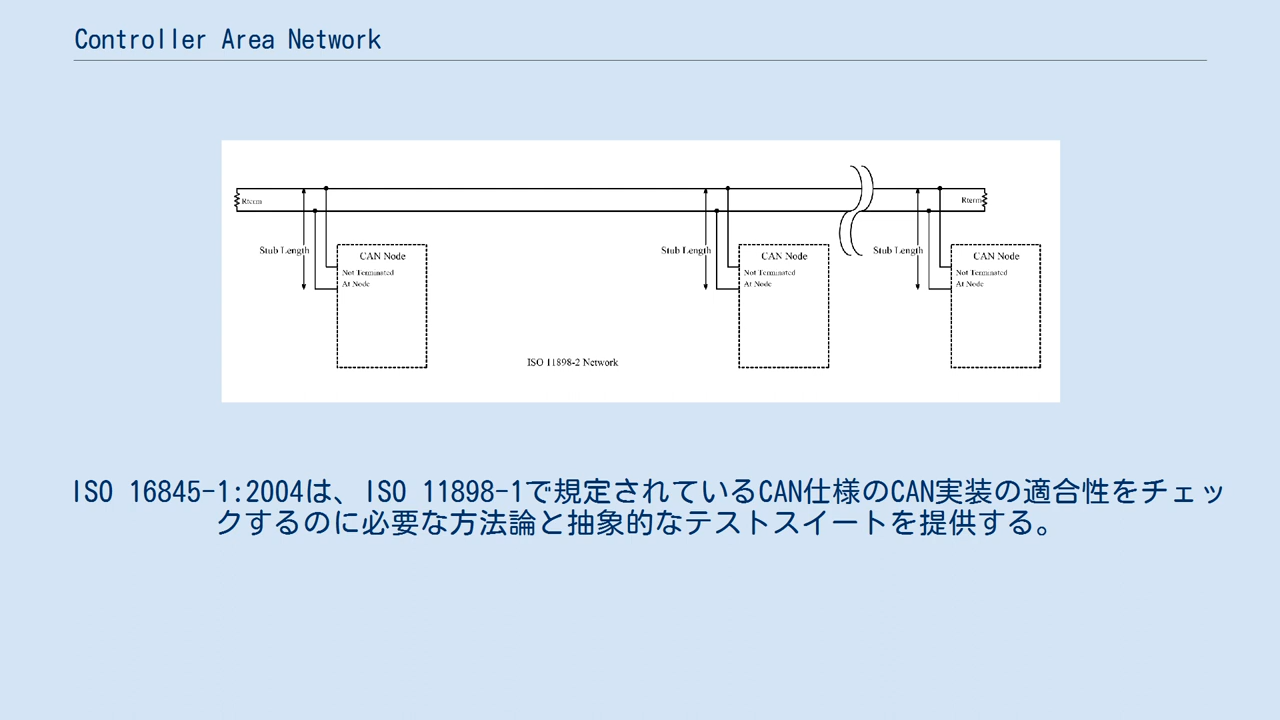 Controller Area Network
Rterm
Rterm
Stub Length
Stub Length
Stub Length
CAN Node
Not Terminated
At Node
CAN Node
Not Terminated
At Node
CAN Node
Not Terminated
At Node
ISO 11898-2 Network
ISO 16845-1:2004は、ISO 11898-1で規定されているCAN仕様のCAN実装の適合性をチェッ
クするのに必要な方法論と抽象的なテストスイートを提供する。